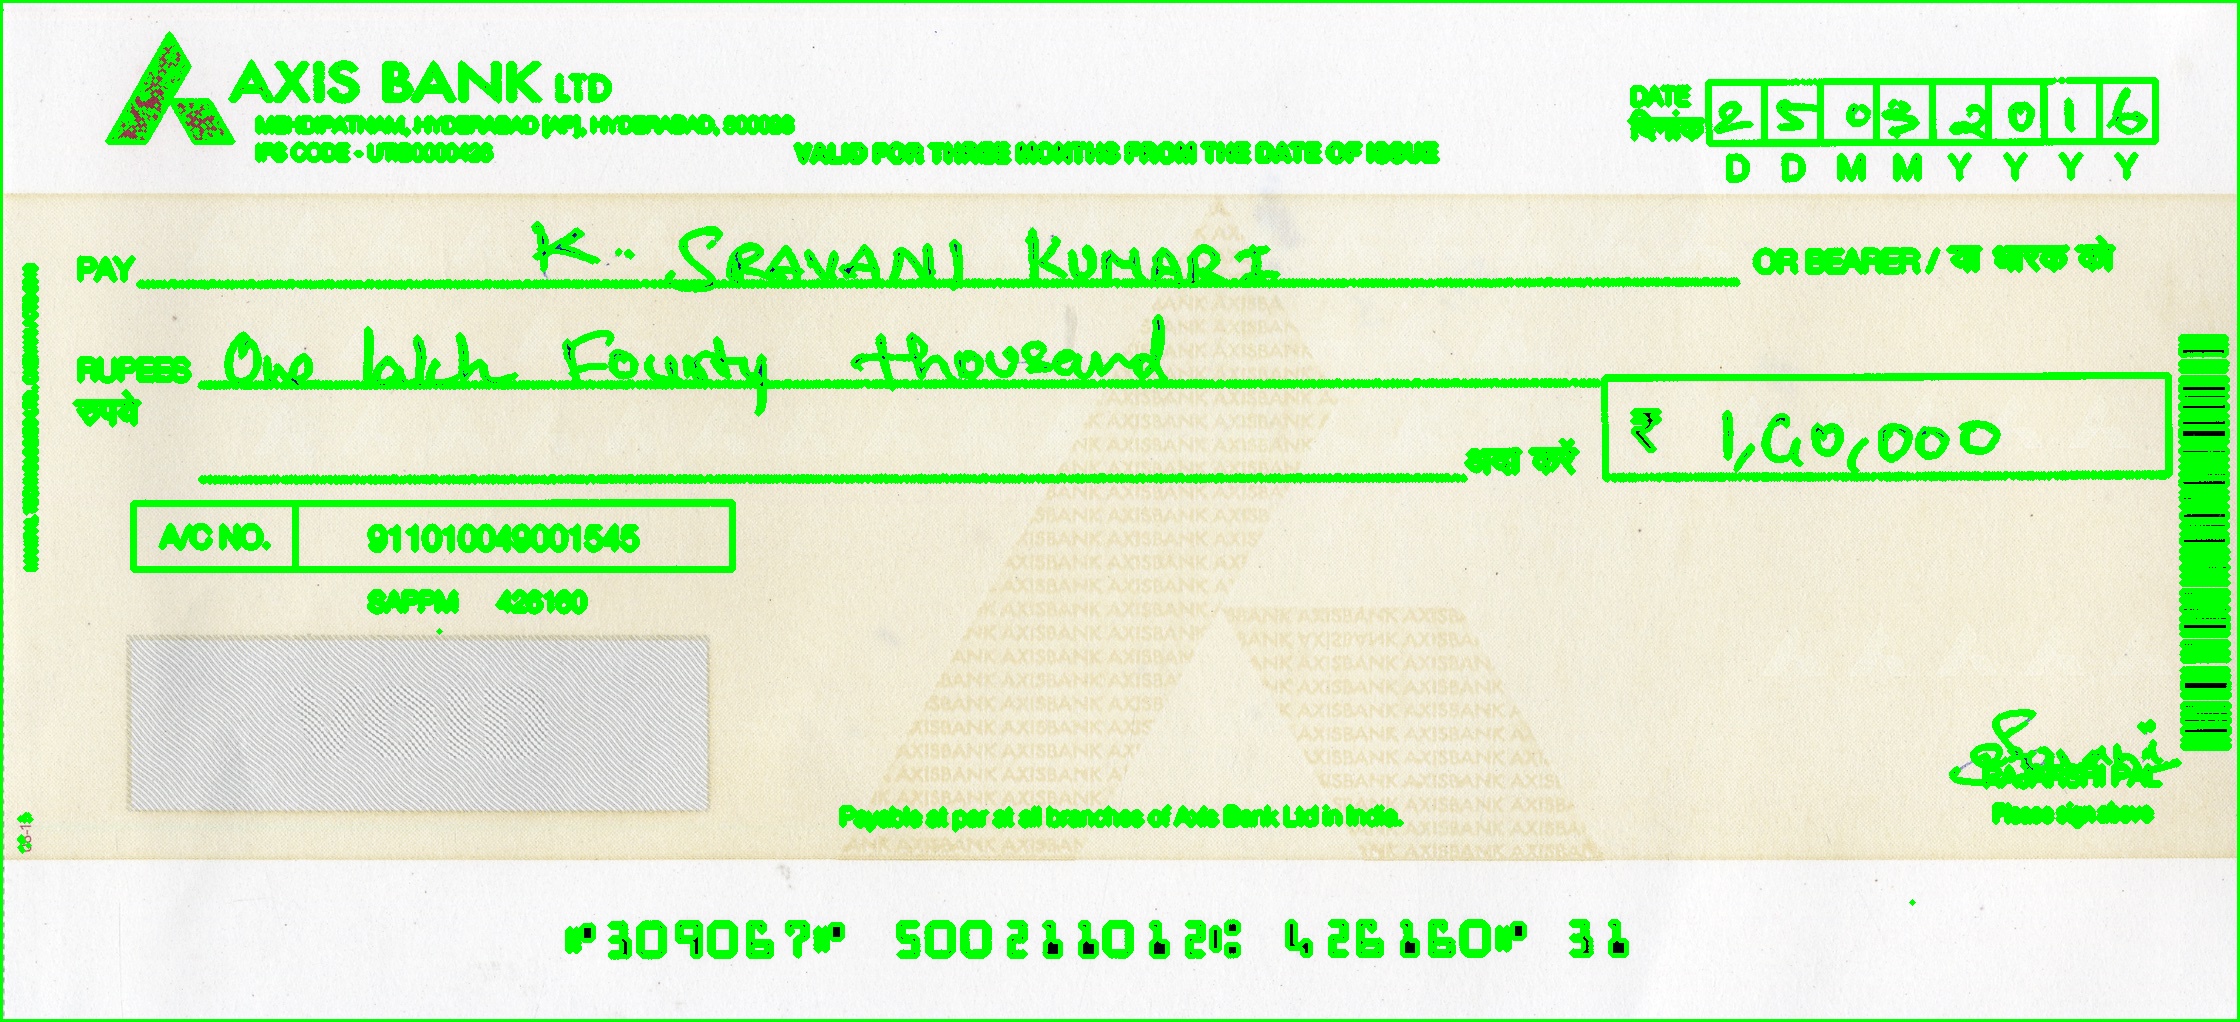 AXIS BANK LTD
MEHDIPATNAM, HYDERABAD [AP], HYDERABAD, 500028
IFS CODE - UTIB0000426
VALID FOR THREE MONTHS FROM THE DATE OF ISSUE
DATE दिनांक 2 5 0 3 2 0 1 6
D D M M Y Y Y Y
PAY K. SRAVANI KUMARI OR BEARER / या धारक को
RUPEES One lakh Fourty thousand
रुपये
अदा करें ₹ 1,40,000
A/C NO. 911010049001545
SAPPM 426160
VOID
Please sign above
Payable at par at all branches of Axis Bank Ltd in India.
⑈309067⑈ 500211012⑆ 426160⑈ 31